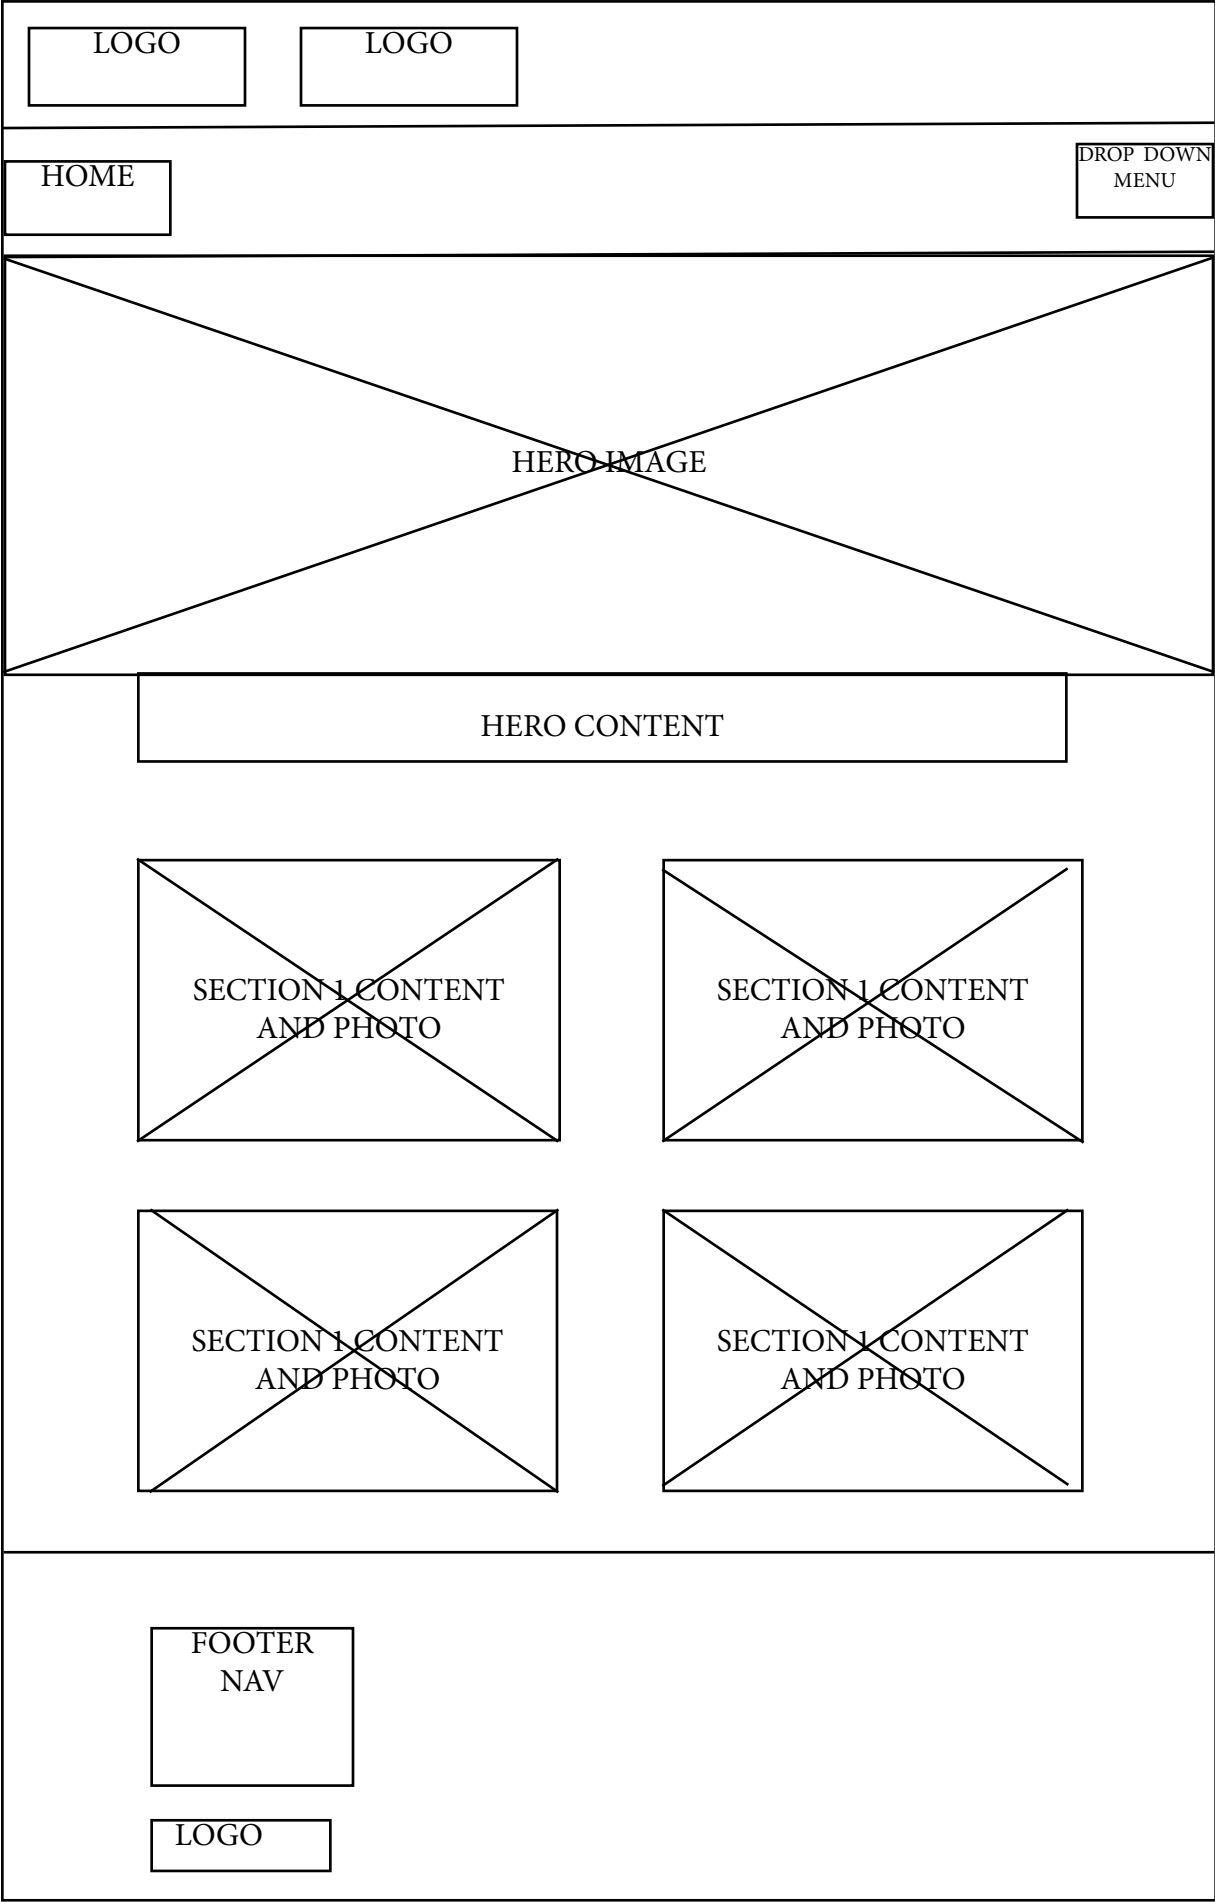 LOGO
LOGO
HOME
DROP DOWN
MENU
HERO IMAGE
HERO CONTENT
SECTION 1 CONTENT
AND PHOTO
SECTION 1 CONTENT
AND PHOTO
SECTION 1 CONTENT
AND PHOTO
SECTION 1 CONTENT
AND PHOTO
FOOTER
NAV
LOGO